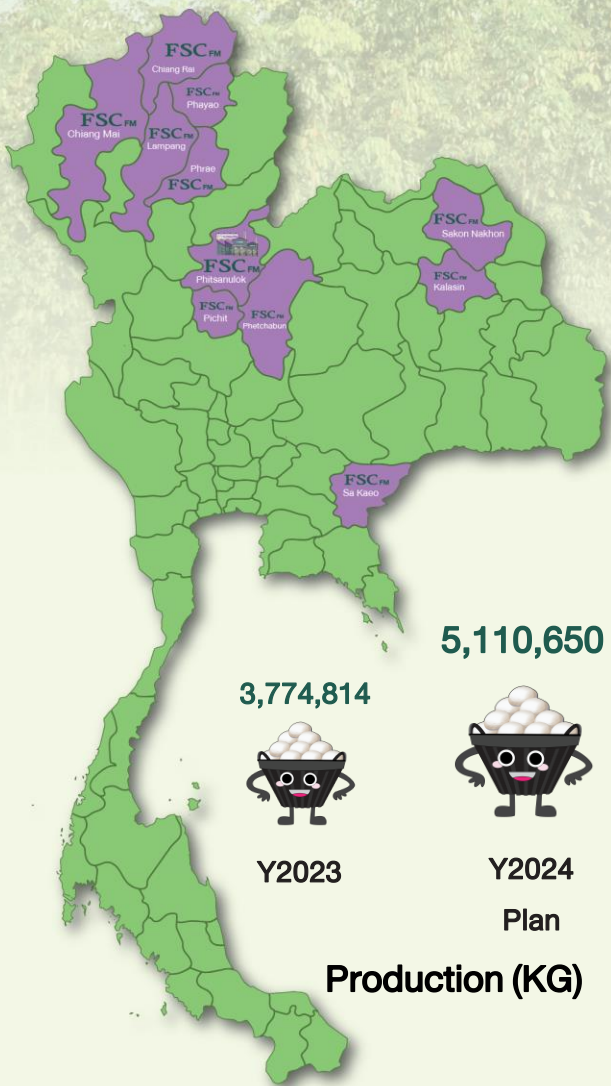 FSC FM
Chiang Rai
FSC FM
Phayao
FSC FM
Chiang Mai
FSC FM
Lampang
Phrae
FSC FM
FSC FM
Sakon Nakhon
FSC FM
Phitsanulok
FSC FM
Kalasin
FSC FM
Pichit
FSC FM
Phetchabun
FSC FM
Sa Kaeo
5,110,650
3,774,814
Y2023
Y2024
Plan
Production (KG)